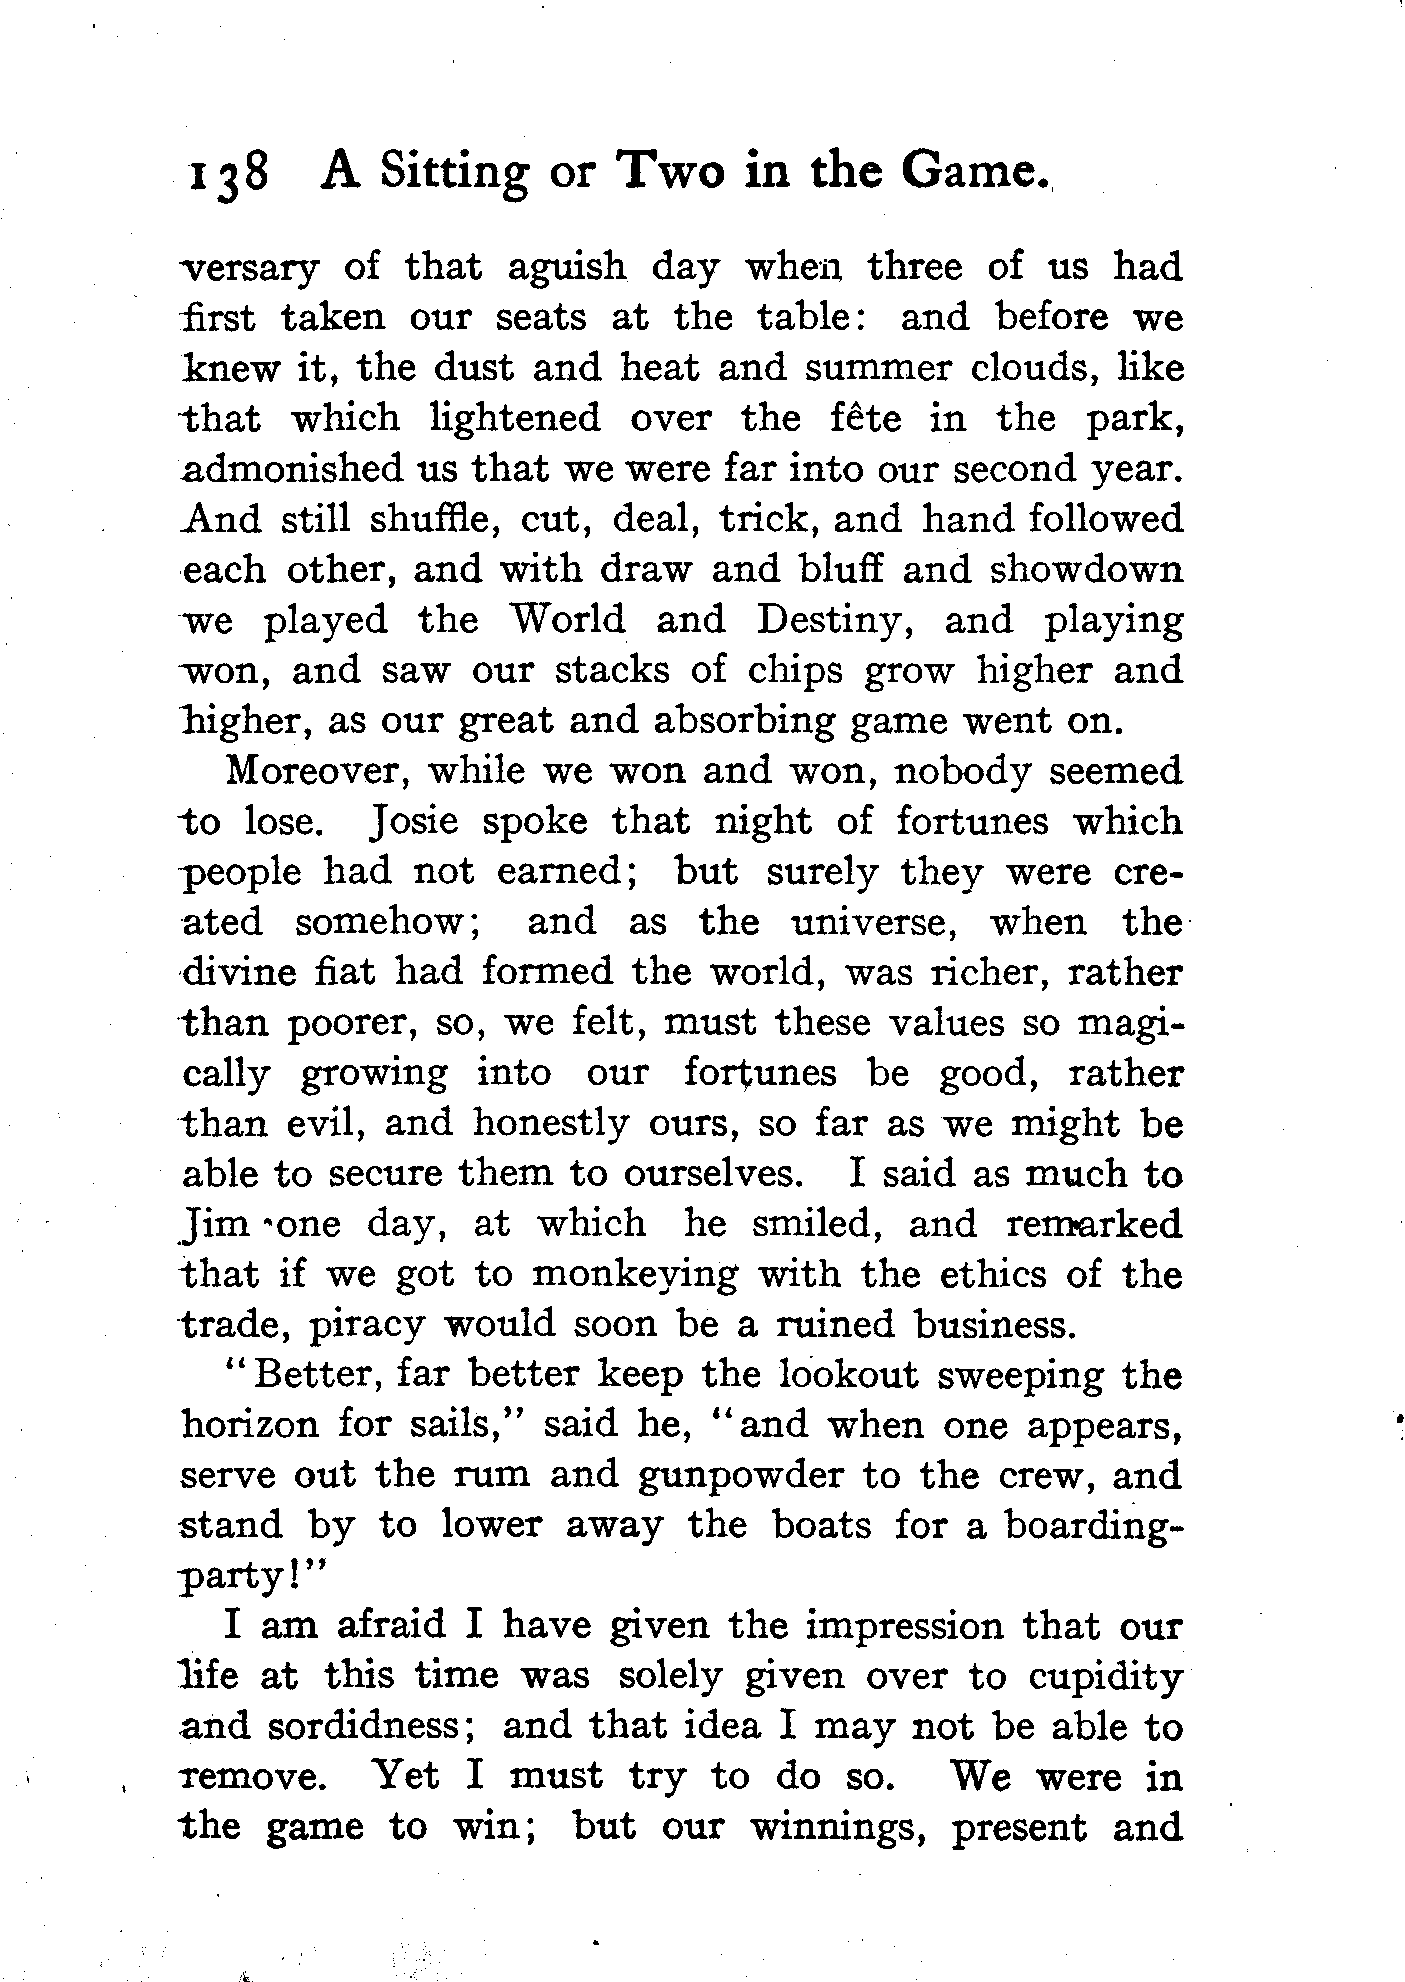 138 A Sitting or Two in the Game.
versary of that aguish day when three of us had
first taken our seats at the table: and before we
knew it, the dust and heat and summer clouds, like
that which lightened over the fête in the park,
admonished us that we were far into our second year.
And still shuffle, cut, deal, trick, and hand followed
each other, and with draw and bluff and showdown
we played the World and Destiny, and playing
won, and saw our stacks of chips grow higher and
higher, as our great and absorbing game went on.
Moreover, while we won and won, nobody seemed
to lose. Josie spoke that night of fortunes which
people had not earned; but surely they were cre-
ated somehow; and as the universe, when the
divine fiat had formed the world, was richer, rather
than poorer, so, we felt, must these values so magi-
cally growing into our fortunes be good, rather
than evil, and honestly ours, so far as we might be
able to secure them to ourselves. I said as much to
Jim one day, at which he smiled, and remarked
that if we got to monkeying with the ethics of the
trade, piracy would soon be a ruined business.
"Better, far better keep the lookout sweeping the
horizon for sails," said he, "and when one appears,
serve out the rum and gunpowder to the crew, and
stand by to lower away the boats for a boarding-
party!"
I am afraid I have given the impression that our
life at this time was solely given over to cupidity
and sordidness; and that idea I may not be able to
remove. Yet I must try to do so. We were in
the game to win; but our winnings, present and